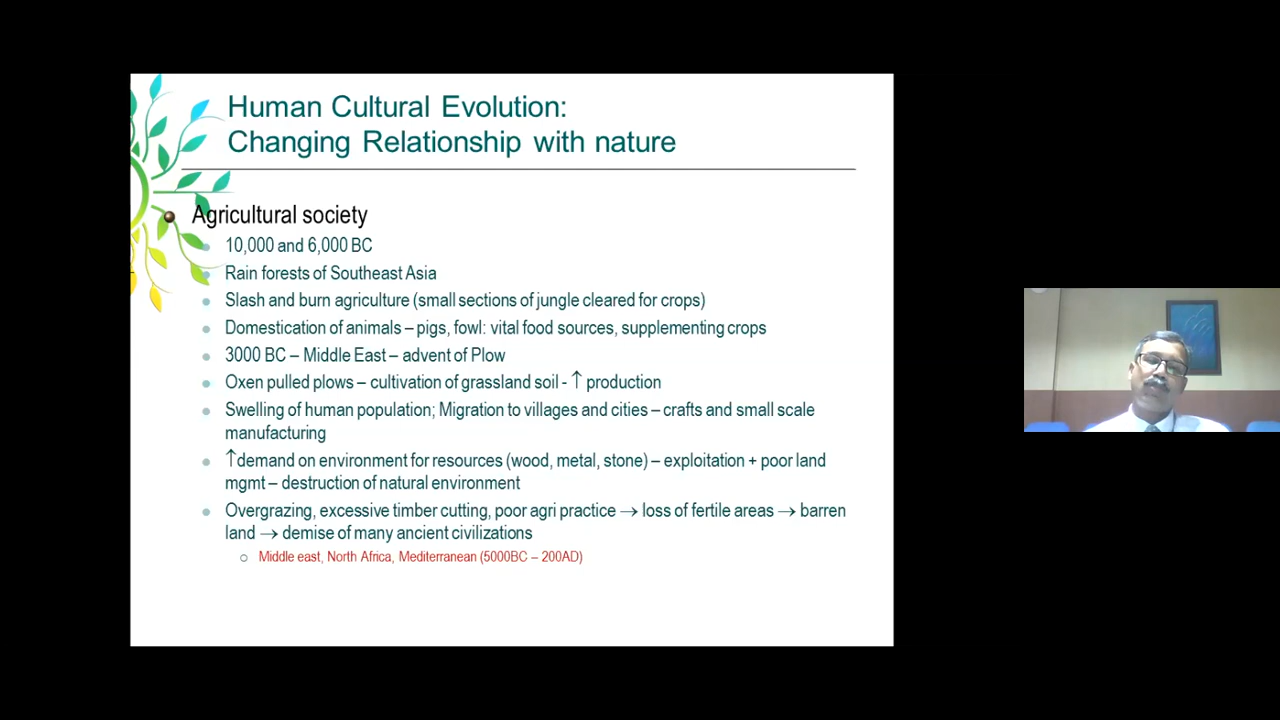 Human Cultural Evolution:
Changing Relationship with nature
Agricultural society
10,000 and 6,000 BC
Rain forests of Southeast Asia
Slash and burn agriculture (small sections of jungle cleared for crops)
Domestication of animals – pigs, fowl: vital food sources, supplementing crops
3000 BC – Middle East – advent of Plow
Oxen pulled plows – cultivation of grassland soil - ↑ production
Swelling of human population; Migration to villages and cities – crafts and small scale
manufacturing
↑demand on environment for resources (wood, metal, stone) – exploitation + poor land
mgmt – destruction of natural environment
Overgrazing, excessive timber cutting, poor agri practice → loss of fertile areas → barren
land → demise of many ancient civilizations
Middle east, North Africa, Mediterranean (5000BC – 200AD)